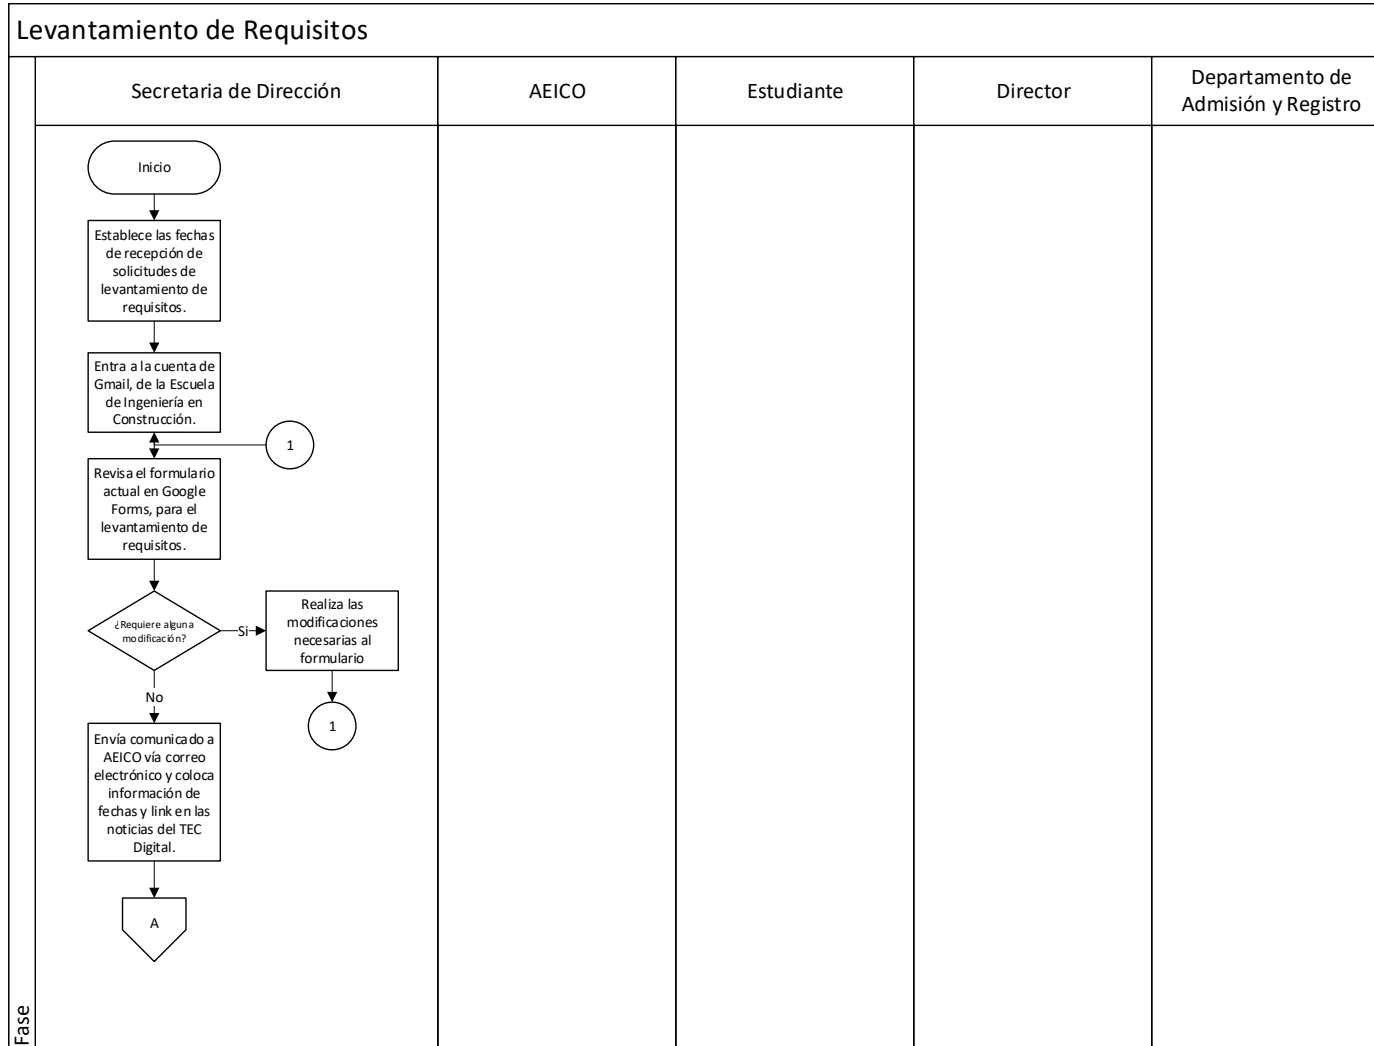 Levantamiento de Requisitos
Secretaria de Dirección
AEICO
Estudiante
Director
Departamento de
Admisión y Registro
Inicio
Establece las fechas
de recepción de
solicitudes de
levantamiento de
requisitos.
Entra a la cuenta de
Gmail, de la Escuela
de Ingeniería en
Construcción.
1
Revisa el formulario
actual en Google
Forms, para el
levantamiento de
requisitos.
¿Requiere alguna
modificación?
Si
Realiza las
modificaciones
necesarias al
formulario
No
1
Envía comunicado a
AEICO vía correo
electrónico y coloca
información de
fechas y link en las
noticias del TEC
Digital.
A
Fase